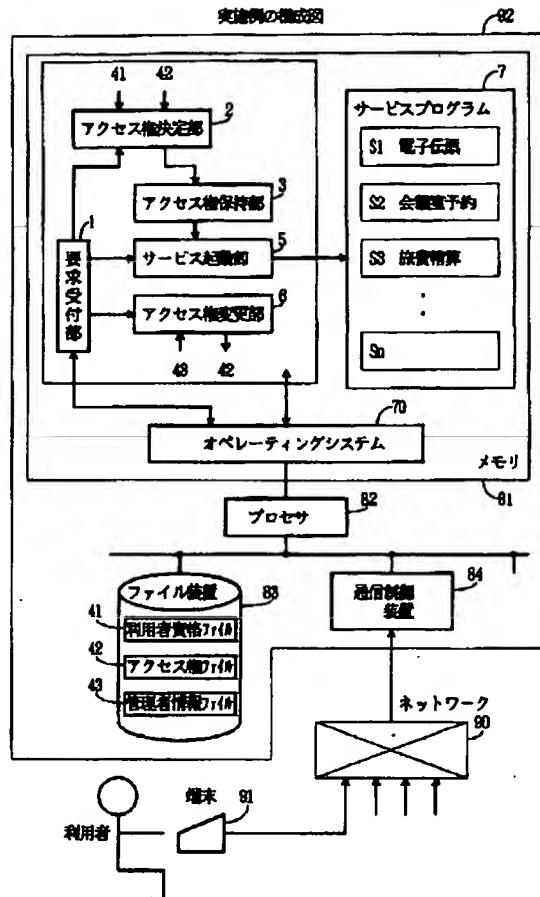 実施例の構成図
92
41
42
2
アクセス権決定部
3
アクセス権保持部
1
要求受付部
5
サービス起動部
6
アクセス権変更部
43
42
7
サービスプログラム
S1 電子伝票
S2 会議室予約
S3 旅費精算
・
・
Sn
70
オペレーティングシステム
メモリ
81
プロセサ
82
ファイル装置
83
41
利用者資格ファイル
42
アクセス権ファイル
43
管理者情報ファイル
通信制御
装置
84
ネットワーク
90
端末
91
利用者